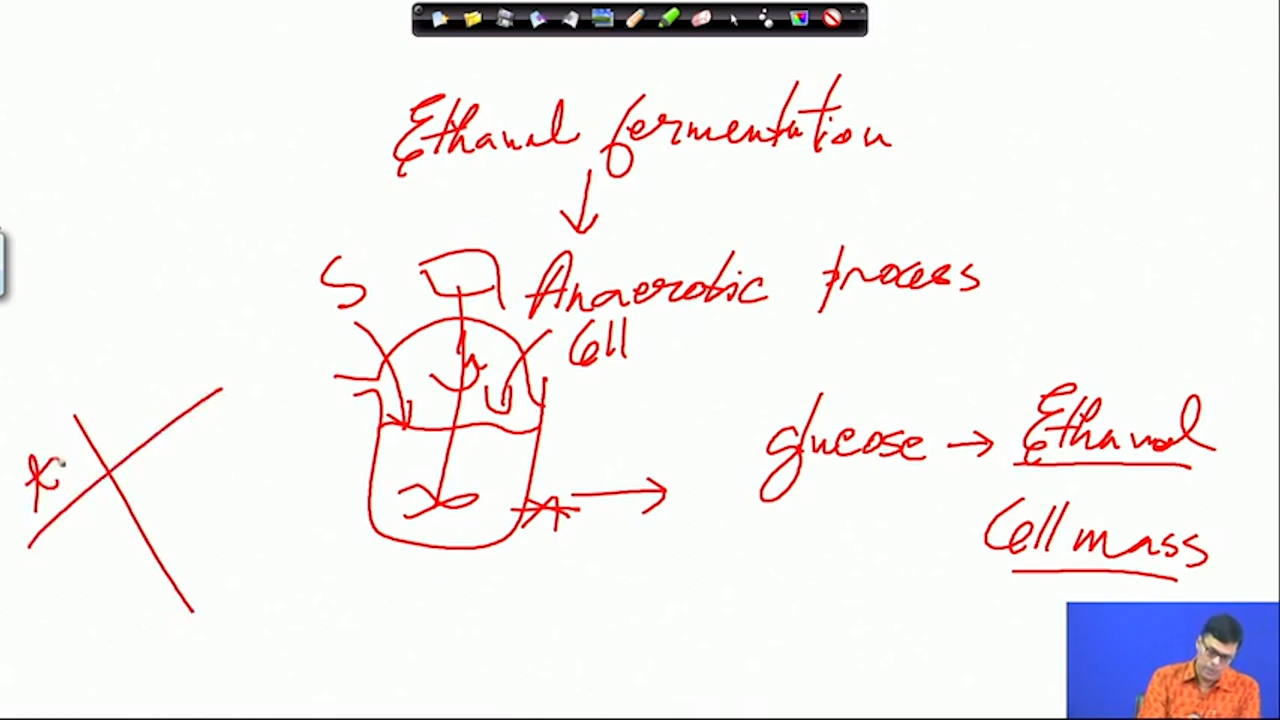 Ethanol fermentation
S
Anaerobic process
Cell
glucose → Ethanol
Cell mass